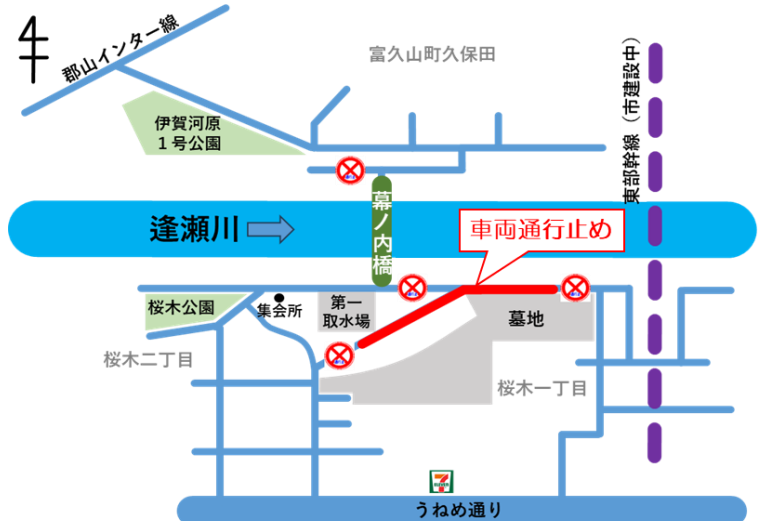 郡山インター線
富久山町久保田
東部幹線（市建設中）
伊賀河原
１号公園
幕ノ内橋
逢瀬川
車両通行止め
桜木公園
集会所
第一
取水場
墓地
桜木二丁目
桜木一丁目
7
ELEVEN
うねめ通り